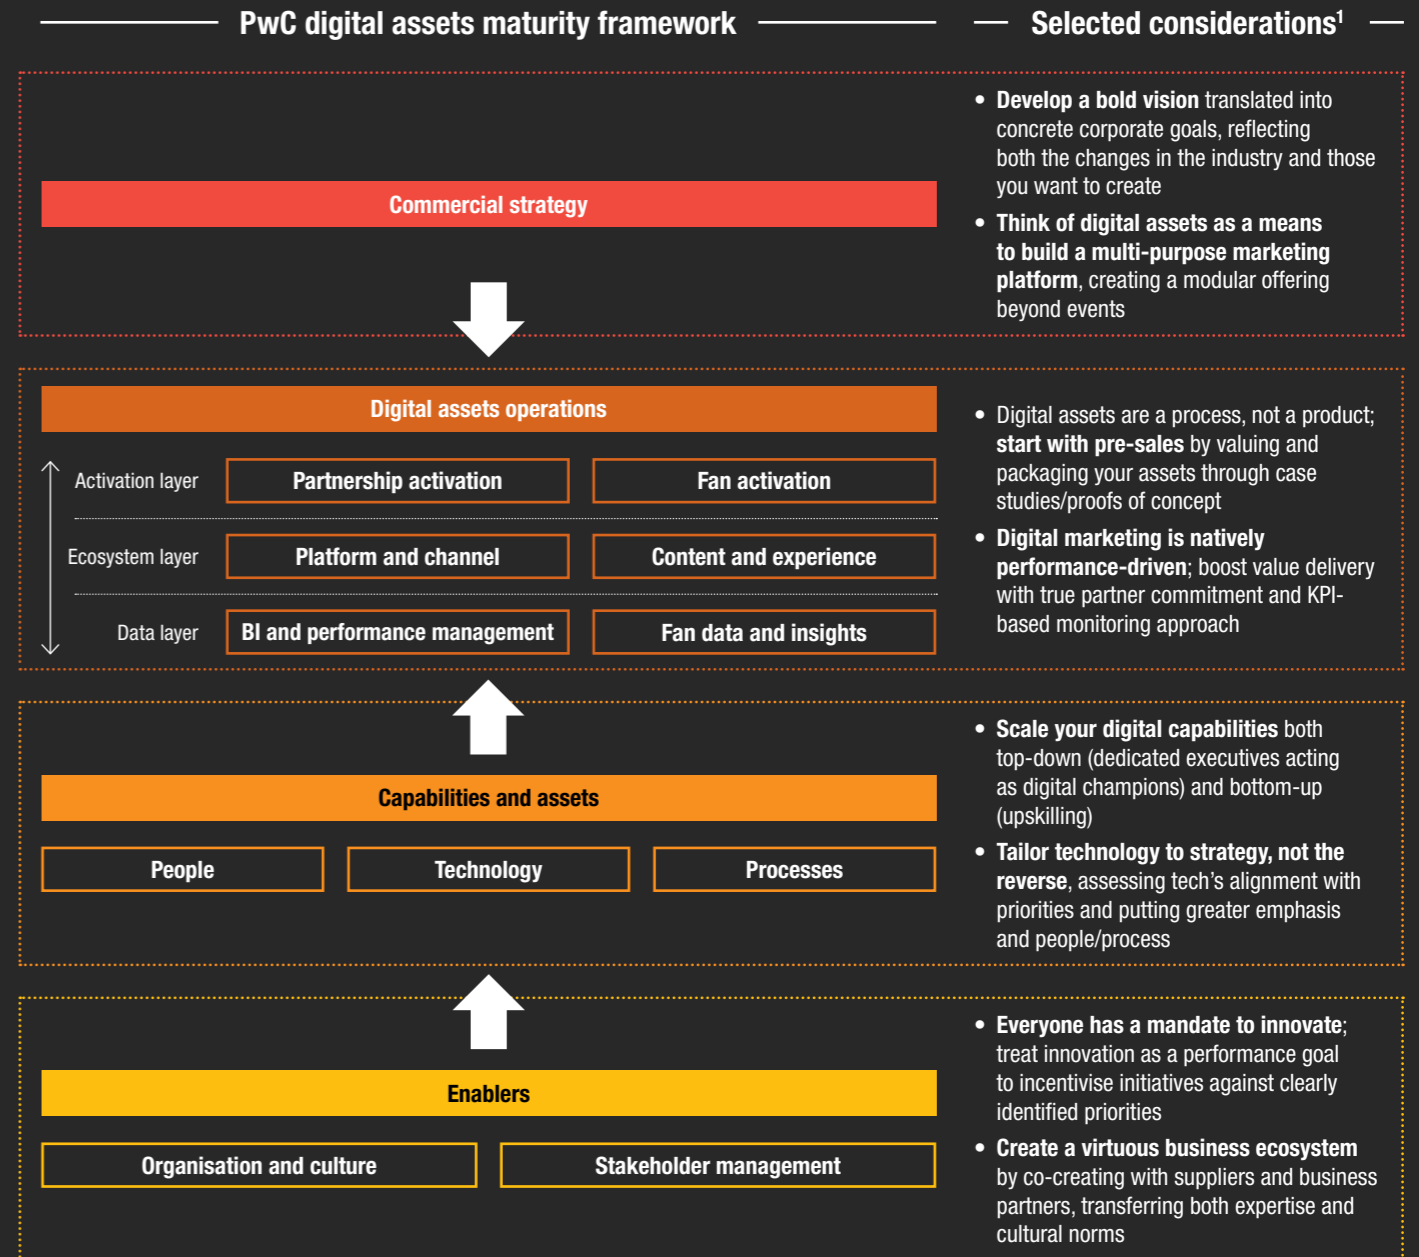 PwC digital assets maturity framework
Selected considerations¹
Commercial strategy
• Develop a bold vision translated into
concrete corporate goals, reflecting
both the changes in the industry and those
you want to create
• Think of digital assets as a means
to build a multi-purpose marketing
platform, creating a modular offering
beyond events
Digital assets operations
Activation layer
Partnership activation
Fan activation
Ecosystem layer
Platform and channel
Content and experience
Data layer
BI and performance management
Fan data and insights
• Digital assets are a process, not a product;
start with pre-sales by valuing and
packaging your assets through case
studies/proofs of concept
• Digital marketing is natively
performance-driven; boost value delivery
with true partner commitment and KPI-
based monitoring approach
Capabilities and assets
People
Technology
Processes
• Scale your digital capabilities both
top-down (dedicated executives acting
as digital champions) and bottom-up
(upskilling)
• Tailor technology to strategy, not the
reverse, assessing tech's alignment with
priorities and putting greater emphasis
and people/process
Enablers
Organisation and culture
Stakeholder management
• Everyone has a mandate to innovate;
treat innovation as a performance goal
to incentivise initiatives against clearly
identified priorities
• Create a virtuous business ecosystem
by co-creating with suppliers and business
partners, transferring both expertise and
cultural norms